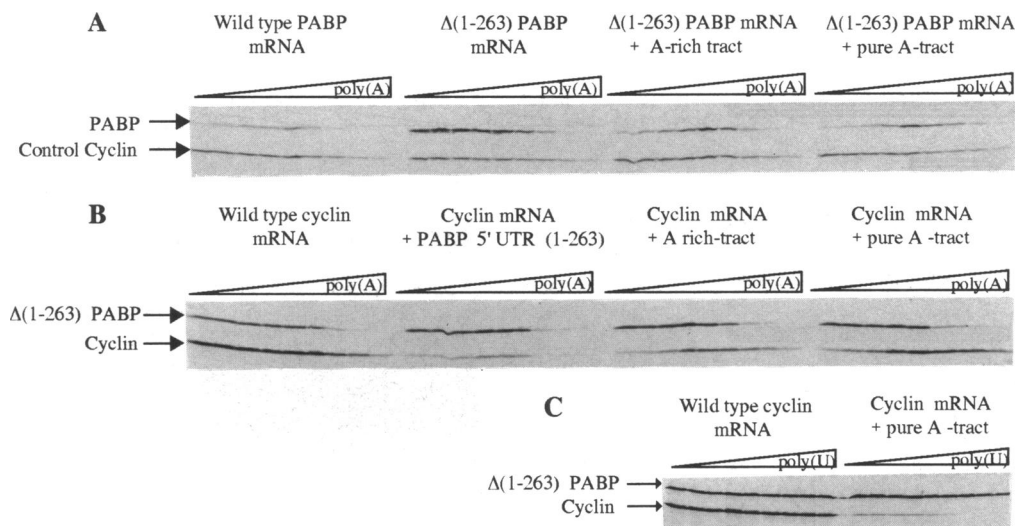 A
Wild type PABP
mRNA
Δ(1-263) PABP
mRNA
Δ(1-263) PABP mRNA
+ A-rich tract
Δ(1-263) PABP mRNA
+ pure A-tract
poly(A)
poly(A)
poly(A)
poly(A)
PABP
Control Cyclin
B
Wild type cyclin
mRNA
Cyclin mRNA
+ PABP 5' UTR (1-263)
Cyclin mRNA
+ A rich-tract
Cyclin mRNA
+ pure A -tract
poly(A)
poly(A)
poly(A)
poly(A)
Δ(1-263) PABP
Cyclin
C
Wild type cyclin
mRNA
Cyclin mRNA
+ pure A -tract
poly(U)
poly(U)
Δ(1-263) PABP
Cyclin